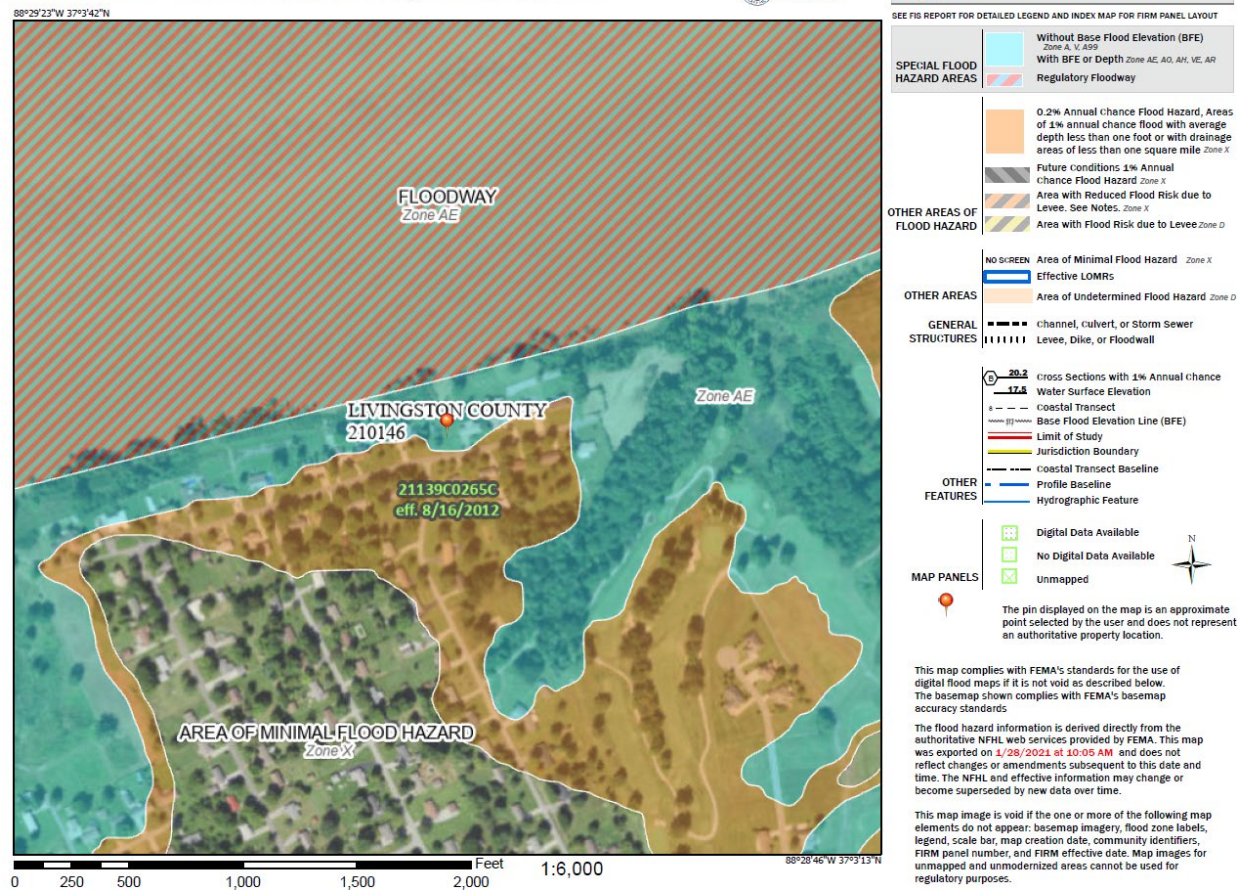 88°29'23"W 37°3'42"N
SEE FIS REPORT FOR DETAILED LEGEND AND INDEX MAP FOR FIRM PANEL LAYOUT
SPECIAL FLOOD
HAZARD AREAS
Without Base Flood Elevation (BFE)
Zone A, V, A99
With BFE or Depth Zone AE, AO, AH, VE, AR
Regulatory Floodway
0.2% Annual Chance Flood Hazard, Areas
of 1% annual chance flood with average
depth less than one foot or with drainage
areas of less than one square mile Zone X
Future Conditions 1% Annual
Chance Flood Hazard Zone X
OTHER AREAS OF
FLOOD HAZARD
Area with Reduced Flood Risk due to
Levee. See Notes. Zone X
Area with Flood Risk due to Levee Zone D
NO SCREEN Area of Minimal Flood Hazard Zone X
Effective LOMRs
OTHER AREAS
Area of Undetermined Flood Hazard Zone D
GENERAL
STRUCTURES
Channel, Culvert, or Storm Sewer
Levee, Dike, or Floodwall
B 20.2 Cross Sections with 1% Annual Chance
17.5 Water Surface Elevation
8 Coastal Transect
Base Flood Elevation Line (BFE)
Limit of Study
Jurisdiction Boundary
Coastal Transect Baseline
OTHER
FEATURES
Profile Baseline
Hydrographic Feature
Digital Data Available
No Digital Data Available
MAP PANELS
Unmapped
N
The pin displayed on the map is an approximate
point selected by the user and does not represent
an authoritative property location.
This map complies with FEMA's standards for the use of
digital flood maps if it is not void as described below.
The basemap shown complies with FEMA's basemap
accuracy standards
The flood hazard information is derived directly from the
authoritative NFHL web services provided by FEMA. This map
was exported on 1/28/2021 at 10:05 AM and does not
reflect changes or amendments subsequent to this date and
time. The NFHL and effective information may change or
become superseded by new data over time.
This map image is void if the one or more of the following map
elements do not appear: basemap imagery, flood zone labels,
legend, scale bar, map creation date, community identifiers,
FIRM panel number, and FIRM effective date. Map images for
unmapped and unmodernized areas cannot be used for
regulatory purposes.
FLOODWAY
Zone AE
Zone AE
LIVINGSTON COUNTY
210146
21139C0265C
eff. 8/16/2012
AREA OF MINIMAL FLOOD HAZARD
Zone X
88°28'46"W 37°3'13"N
Feet
1:6,000
0 250 500 1,000 1,500 2,000